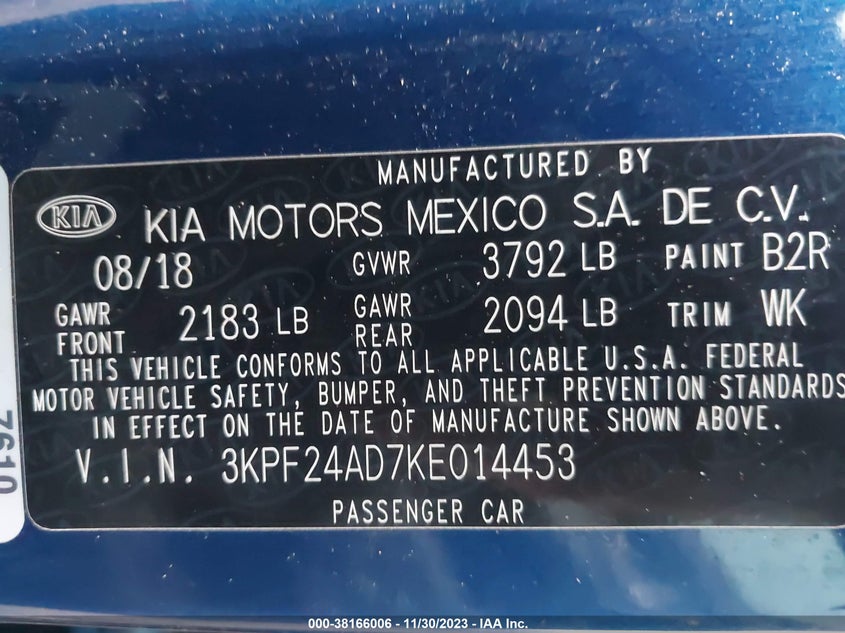 MANUFACTURED BY
KIA KIA MOTORS MEXICO S.A. DE C.V.
08/18 GVWR 3792 LB PAINT B2R
GAWR FRONT 2183 LB GAWR REAR 2094 LB TRIM WK
THIS VEHICLE CONFORMS TO ALL APPLICABLE U.S.A. FEDERAL
MOTOR VEHICLE SAFETY, BUMPER, AND THEFT PREVENTION STANDARDS
IN EFFECT ON THE DATE OF MANUFACTURE SHOWN ABOVE.
V.I.N. 3KPF24AD7KE014453
PASSENGER CAR
7610
000-38166006 - 11/30/2023 - IAA Inc.